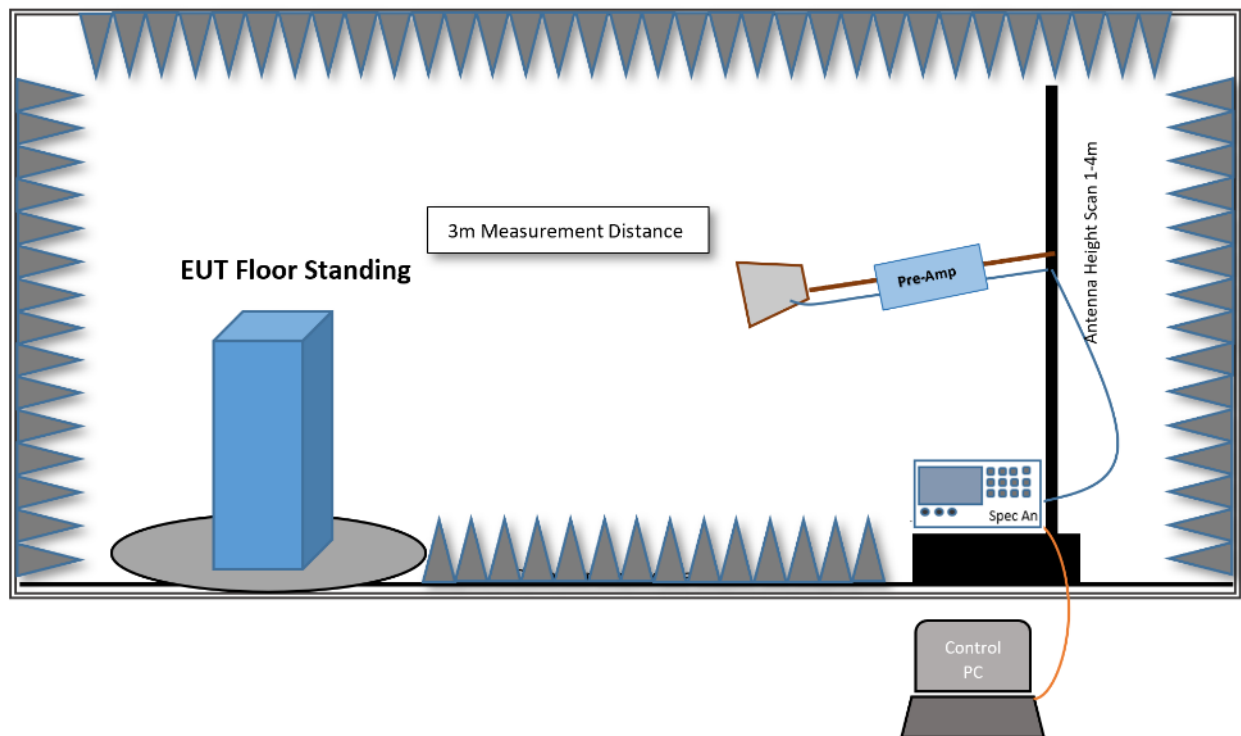 3m Measurement Distance
EUT Floor Standing
Pre-Amp
Antenna Height Scan 1-4m
Spec An
Control
PC